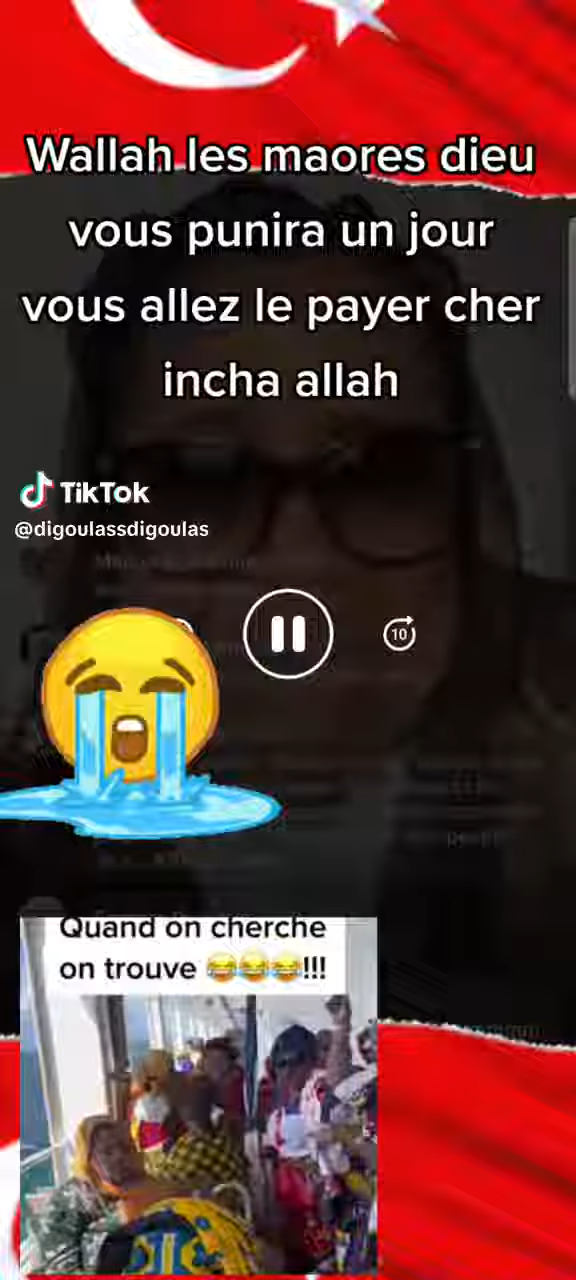 Wallah les maores dieu
vous punira un jour
vous allez le payer cher
incha allah
TikTok
@digoulassdigoulas
10
Quand on cherche
on trouve 😂😂😂!!!